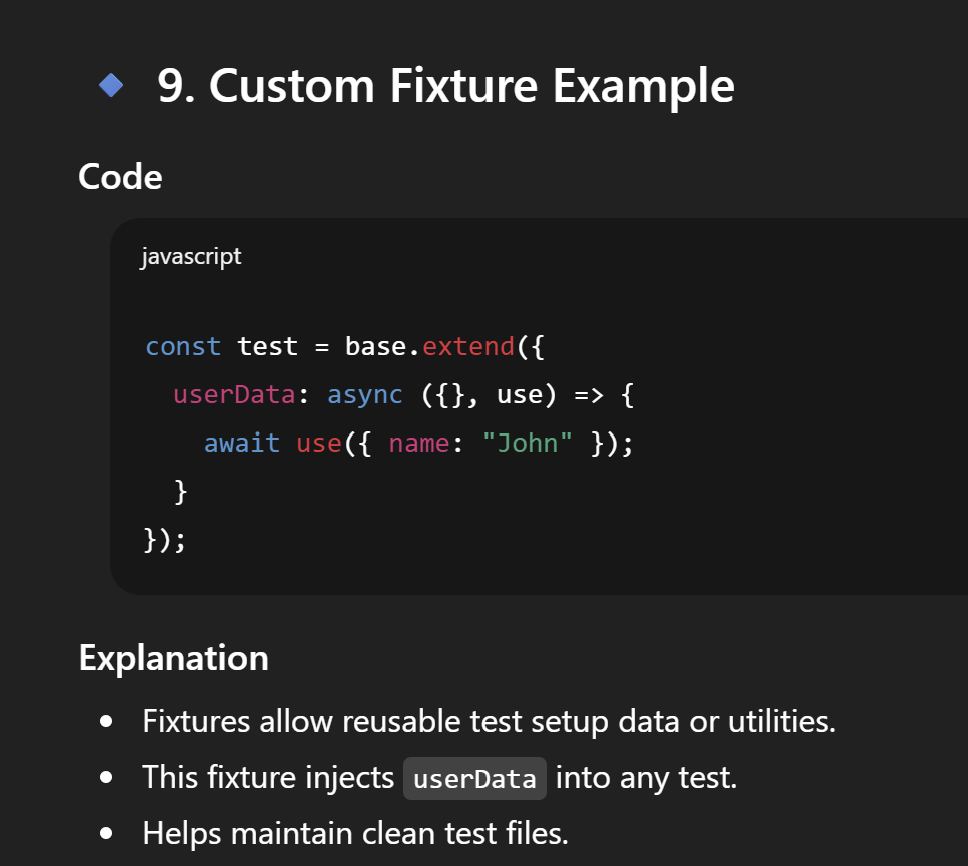 9. Custom Fixture Example
Code
javascript
const test = base.extend({
  userData: async ({}, use) => {
    await use({ name: "John" });
  }
});
Explanation
• Fixtures allow reusable test setup data or utilities.
• This fixture injects userData into any test.
• Helps maintain clean test files.